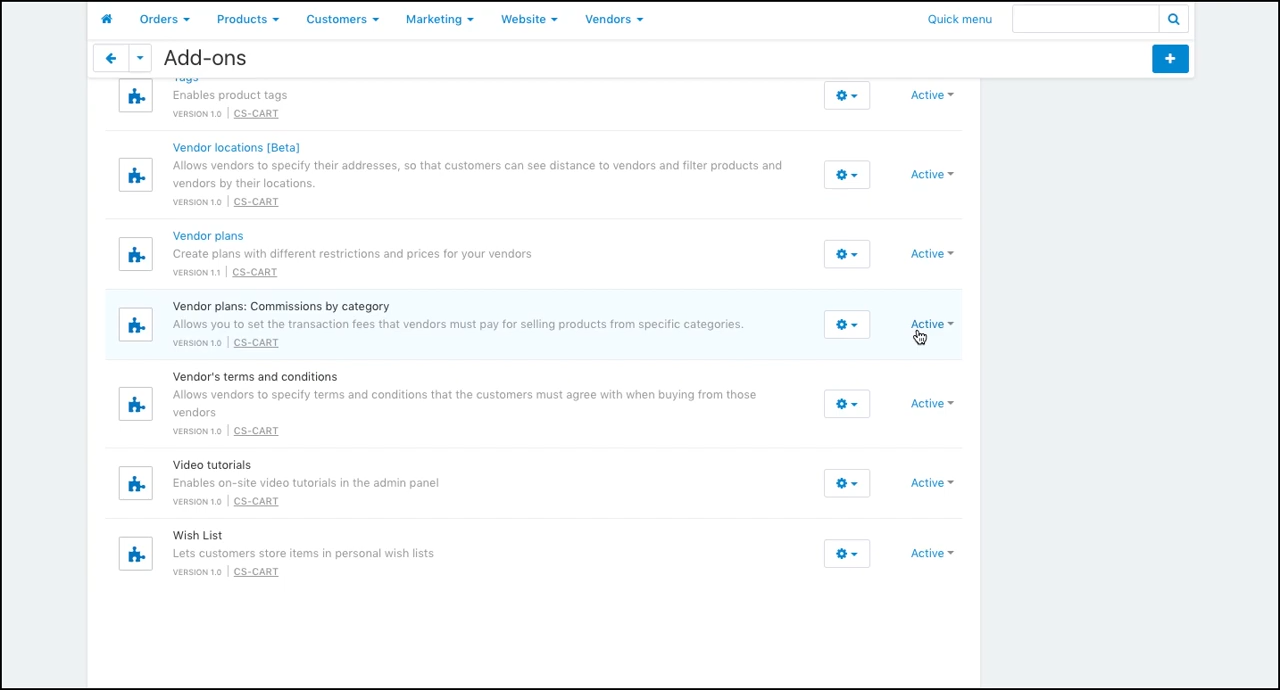 Orders Products Customers Marketing Website Vendors Quick menu
Add-ons +
Tags
Enables product tags
VERSION 1.0 | CS-CART
Active
Vendor locations [Beta]
Allows vendors to specify their addresses, so that customers can see distance to vendors and filter products and
vendors by their locations.
VERSION 1.0 | CS-CART
Active
Vendor plans
Create plans with different restrictions and prices for your vendors
VERSION 1.1 | CS-CART
Active
Vendor plans: Commissions by category
Allows you to set the transaction fees that vendors must pay for selling products from specific categories.
VERSION 1.0 | CS-CART
Active
Vendor's terms and conditions
Allows vendors to specify terms and conditions that the customers must agree with when buying from those
vendors
VERSION 1.0 | CS-CART
Active
Video tutorials
Enables on-site video tutorials in the admin panel
VERSION 1.0 | CS-CART
Active
Wish List
Lets customers store items in personal wish lists
VERSION 1.0 | CS-CART
Active